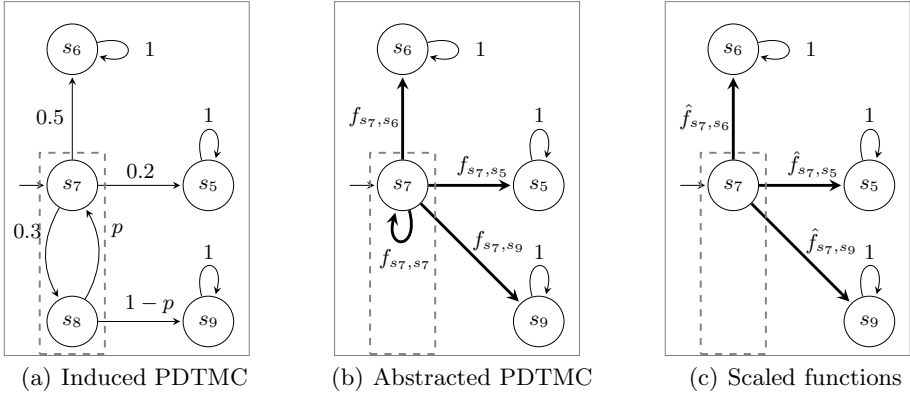 s6 1
0.5
1
s7 0.2 s5
0.3 p
1
s8 1 − p s9
(a) Induced PDTMC
s6 1
f_{s7,s6}
1
s7 f_{s7,s5} s5
f_{s7,s9}
f_{s7,s7}
1
s9
(b) Abstracted PDTMC
s6 1
f̂_{s7,s6}
1
s7 f̂_{s7,s5} s5
f̂_{s7,s9}
1
s9
(c) Scaled functions